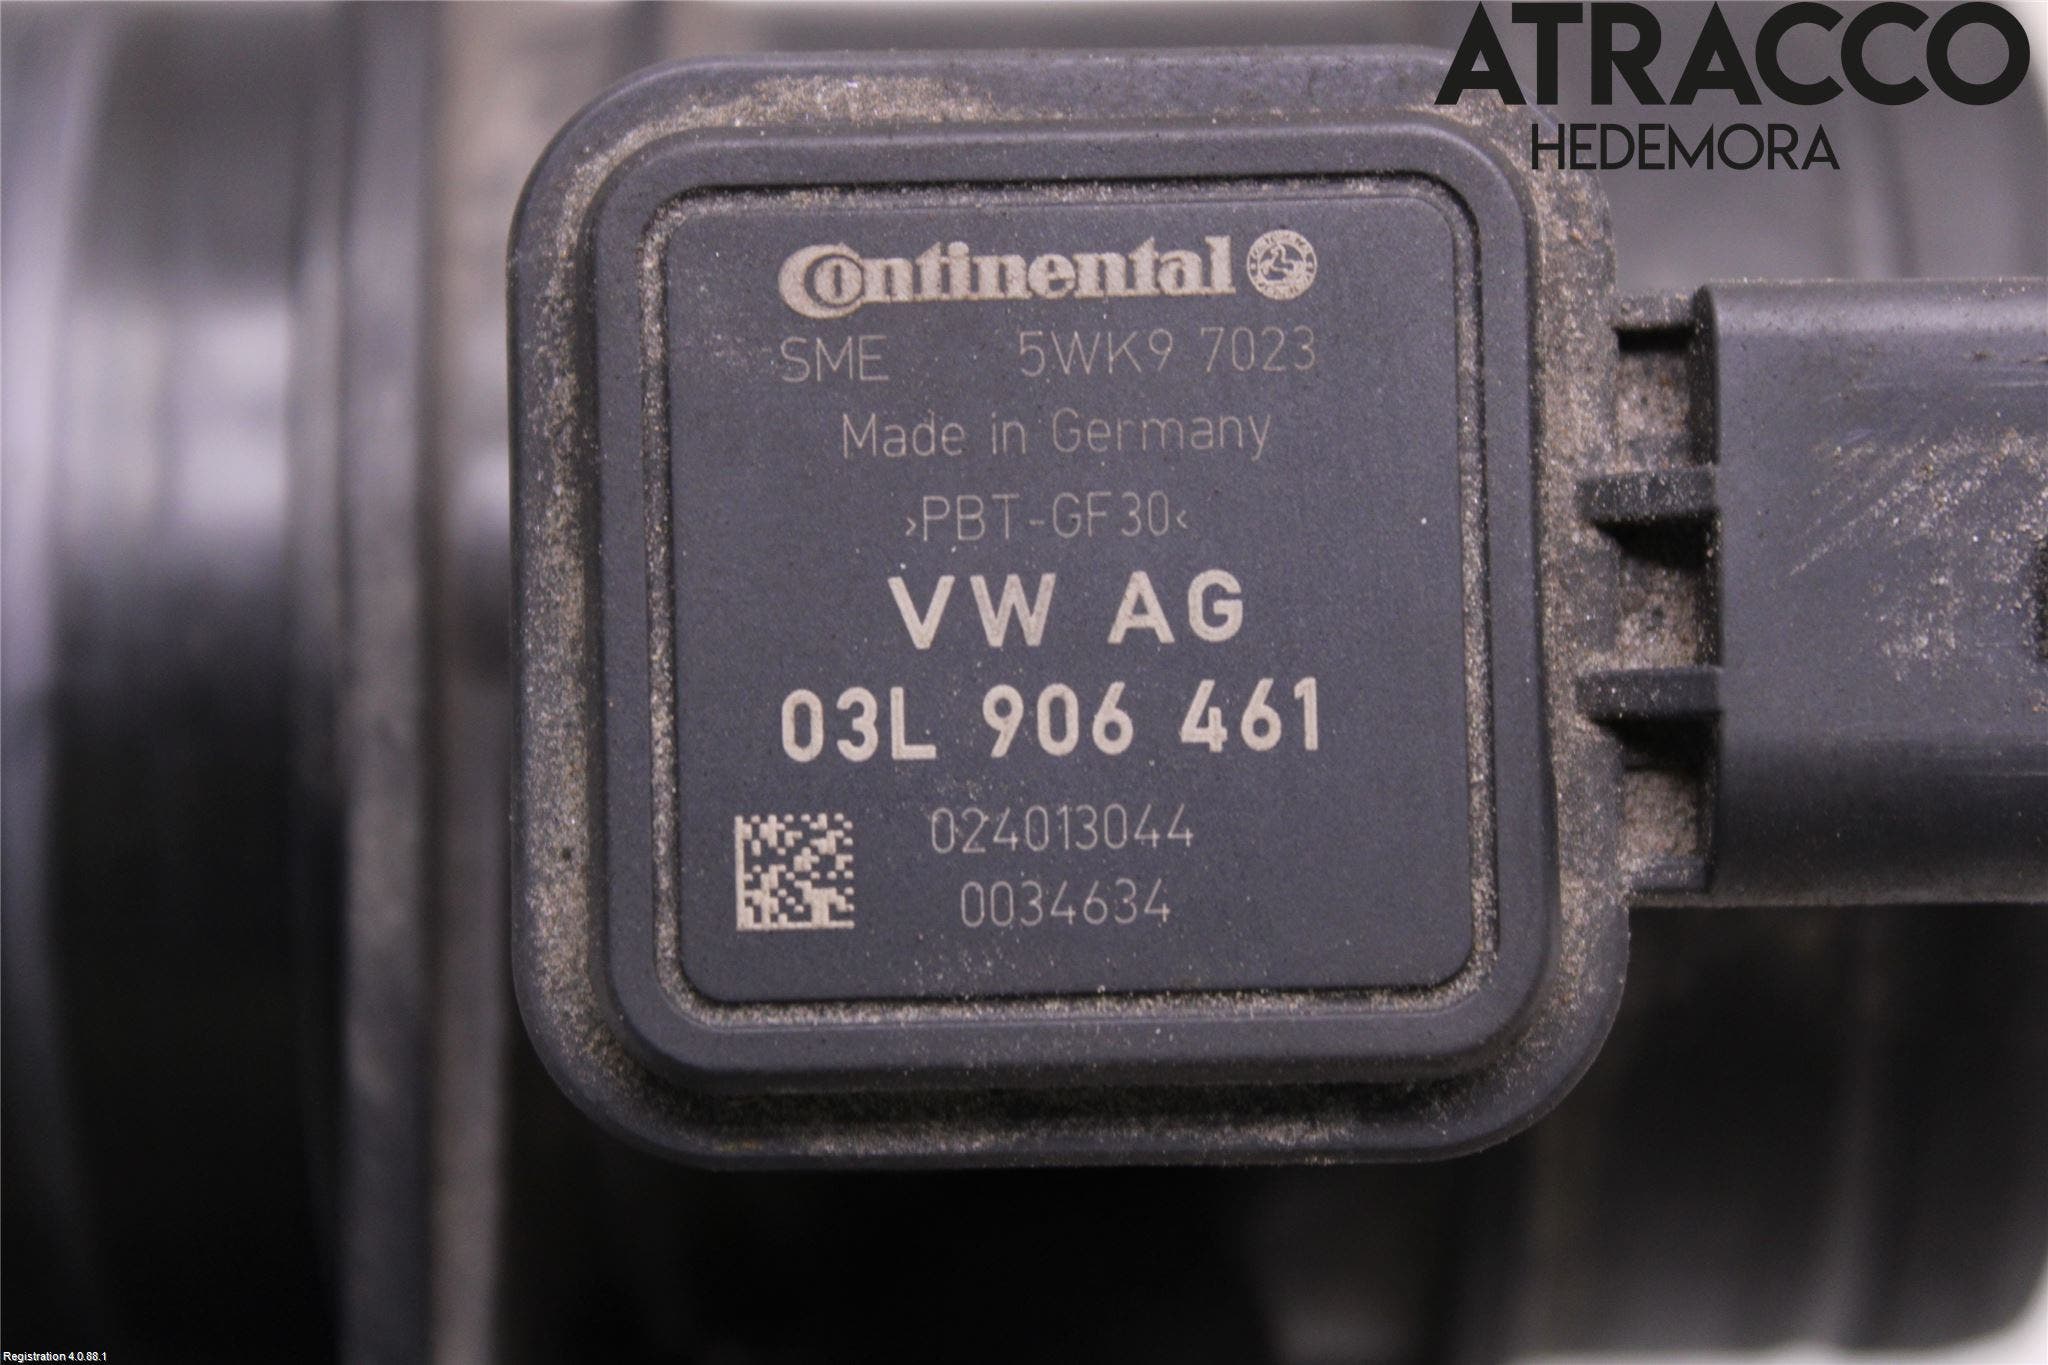 ATRACCO
HEDEMORA
Continental
SME 5WK9 7023
Made in Germany
›PBT-GF30‹
VW AG
03L 906 461
024013044
0034634
Registration 4.0.88.1